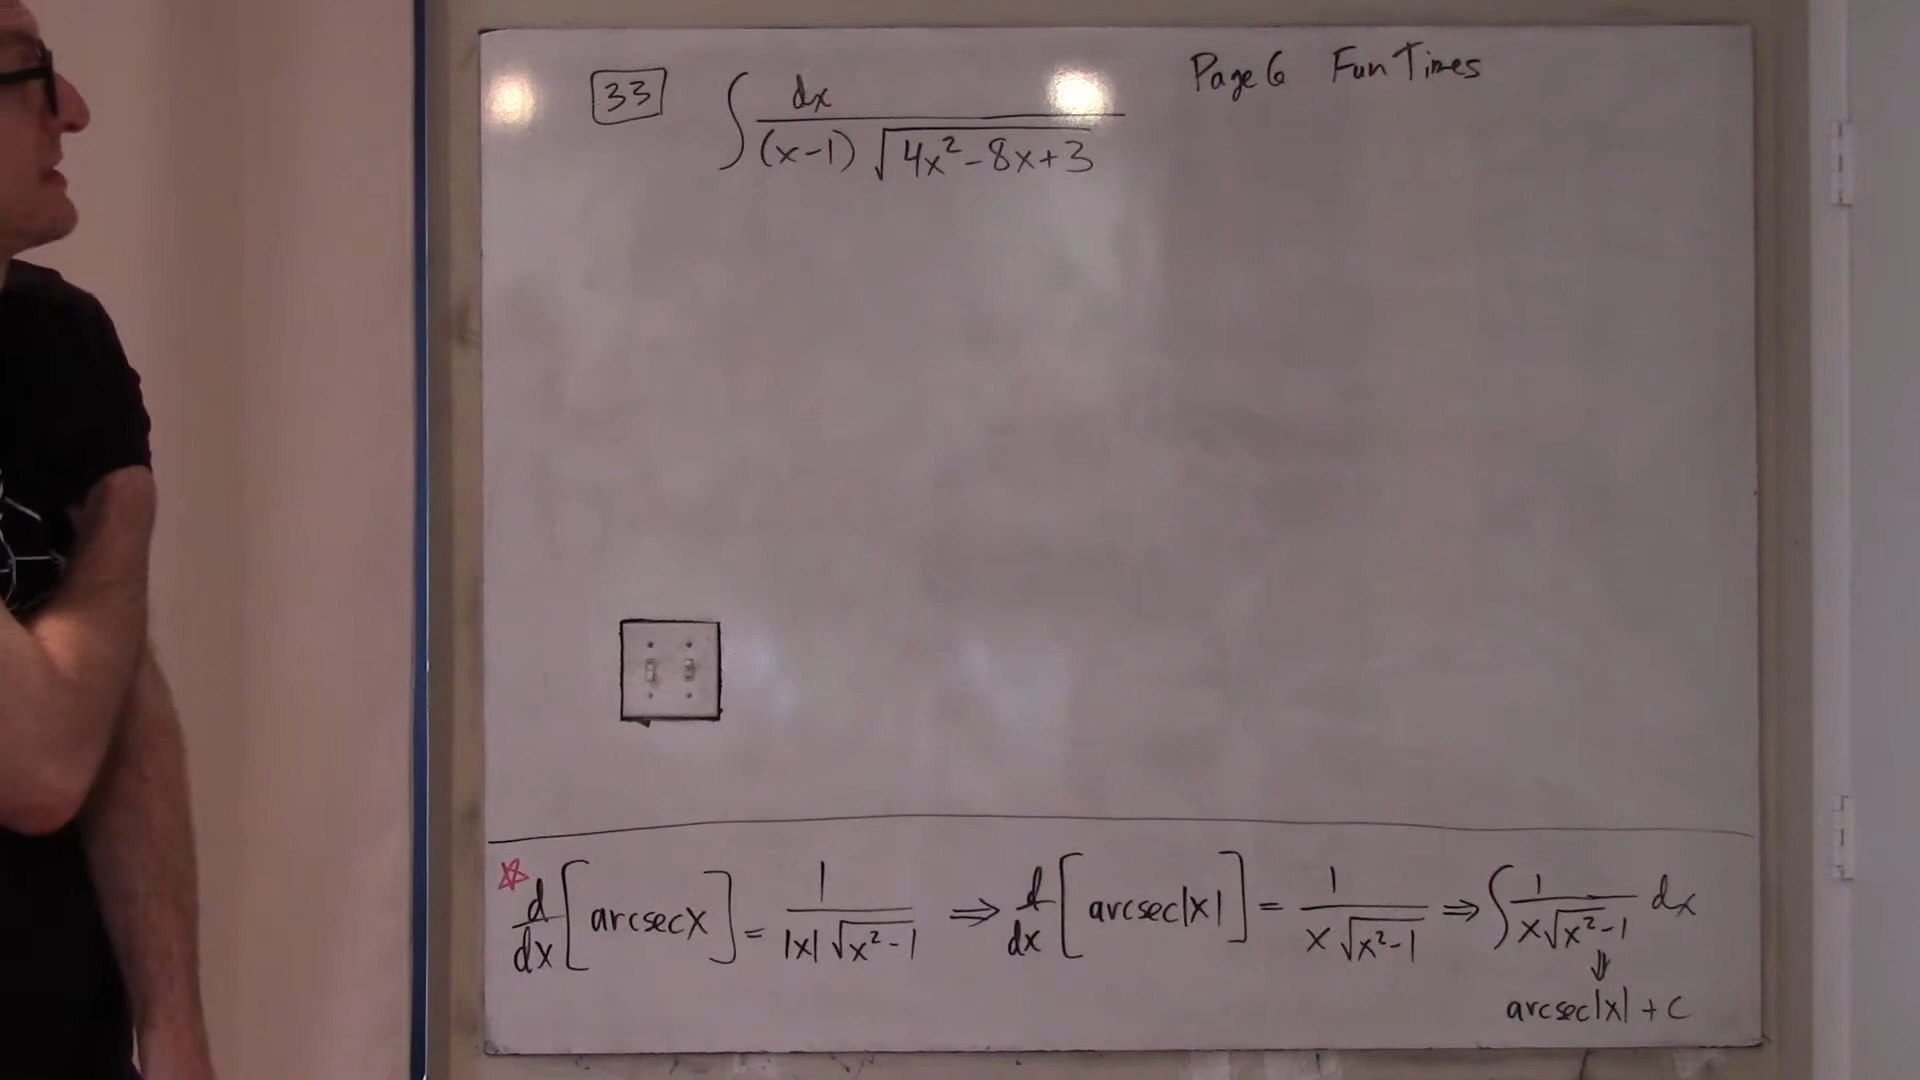 33 ∫ dx / ((x-1) √(4x²-8x+3)) Page 6 Fun Times
d/dx [arcsecx] = 1/(|x|√(x²-1)) ⇒ d/dx [arcsec|x|] = 1/(x√(x²-1)) ⇒ ∫ 1/(x√(x²-1)) dx
⇓
arcsec|x| + C